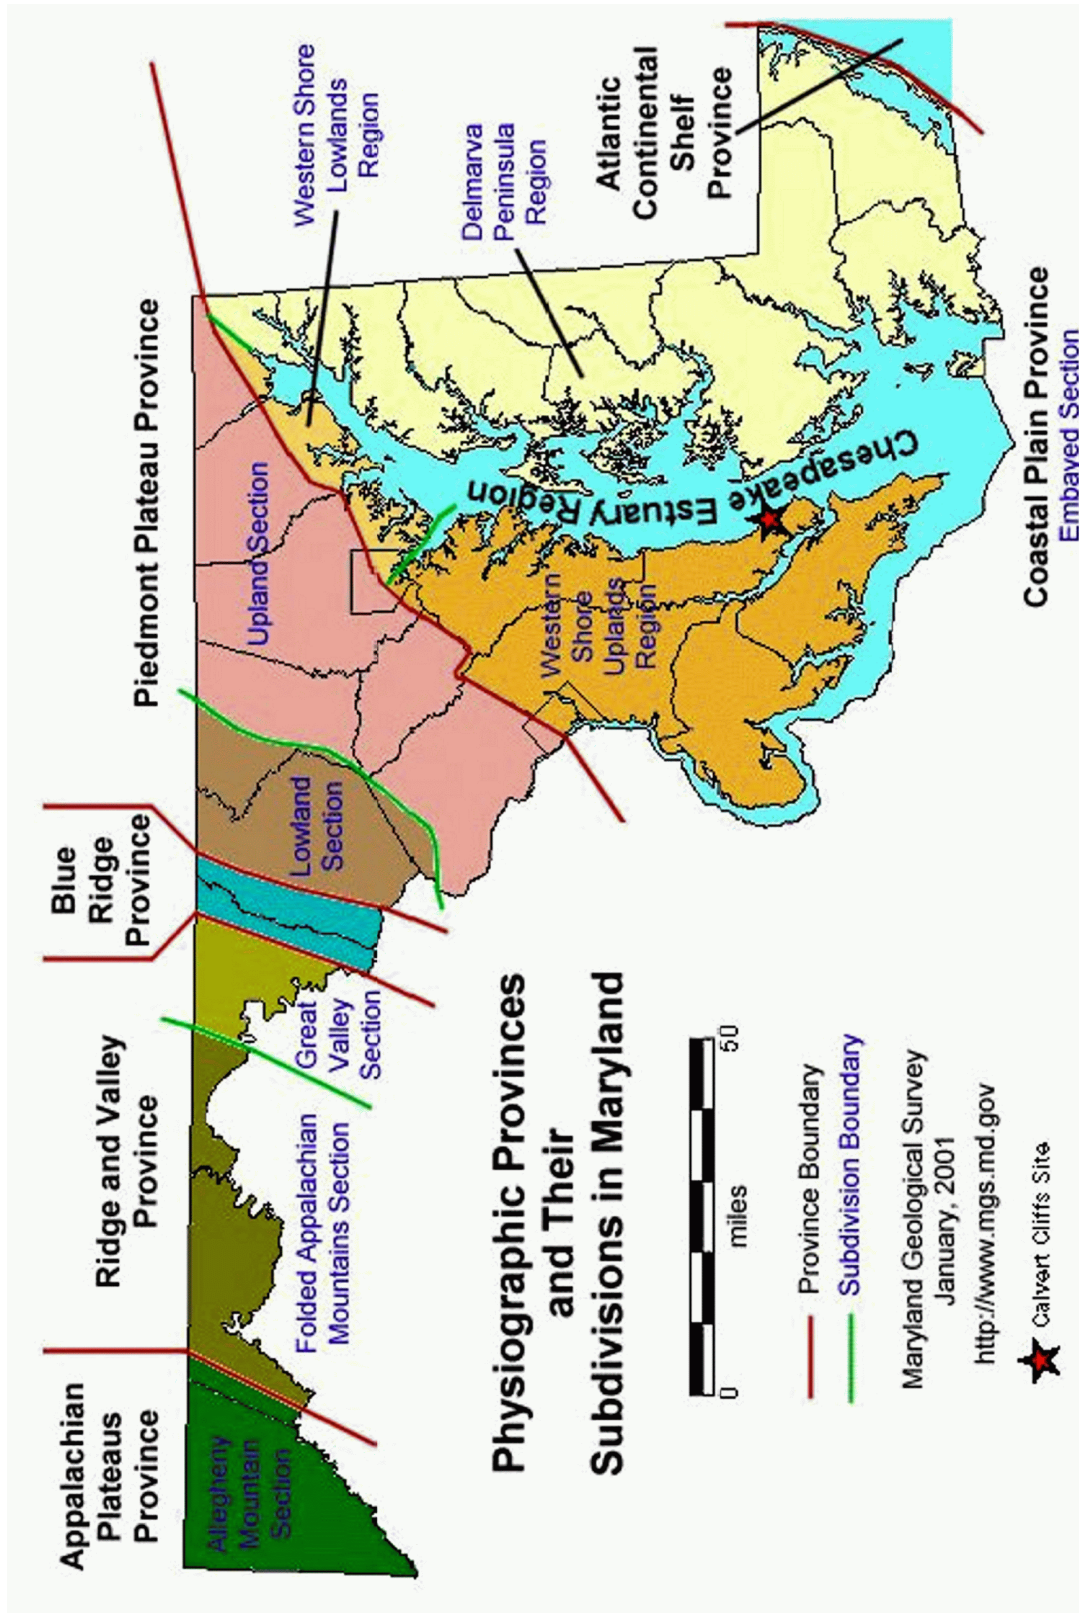 Appalachian
Plateaus
Province
Ridge and Valley
Province
Blue
Ridge
Province
Piedmont Plateau Province
Allegheny
Mountain
Section
Folded Appalachian
Mountains Section
Great
Valley
Section
Lowland
Section
Upland Section
Western Shore
Lowlands
Region
Delmarva
Peninsula
Region
Atlantic
Continental
Shelf
Province
Chesapeake Estuary Region
Western
Shore
Uplands
Region
Coastal Plain Province
Embayed Section
Physiographic Provinces
and Their
Subdivisions in Maryland
0
50
miles
Province Boundary
Subdivision Boundary
Maryland Geological Survey
January, 2001
http://www.mgs.md.gov
Calvert Cliffs Site